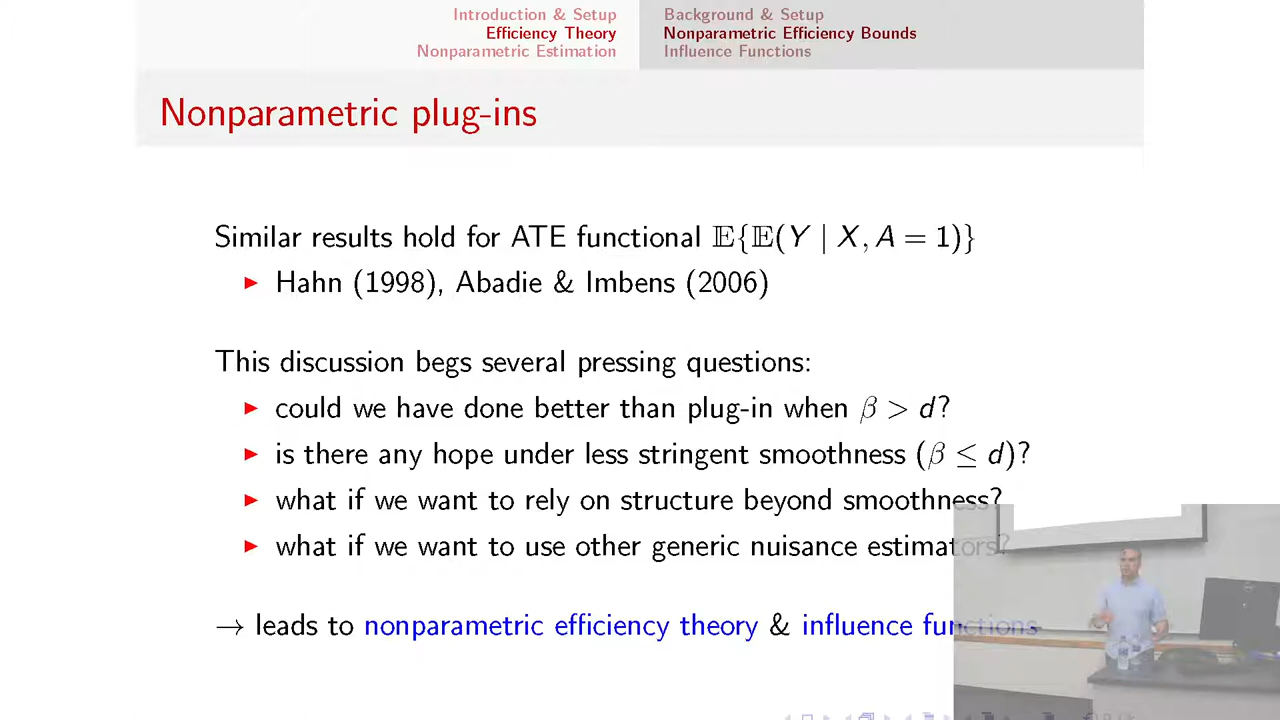 Introduction & Setup
Efficiency Theory
Nonparametric Estimation
Background & Setup
Nonparametric Efficiency Bounds
Influence Functions
Nonparametric plug-ins
Similar results hold for ATE functional 𝔼{𝔼(Y | X, A = 1)}
► Hahn (1998), Abadie & Imbens (2006)
This discussion begs several pressing questions:
► could we have done better than plug-in when β > d?
► is there any hope under less stringent smoothness (β ≤ d)?
► what if we want to rely on structure beyond smoothness?
► what if we want to use other generic nuisance estimators?
→ leads to nonparametric efficiency theory & influence functions